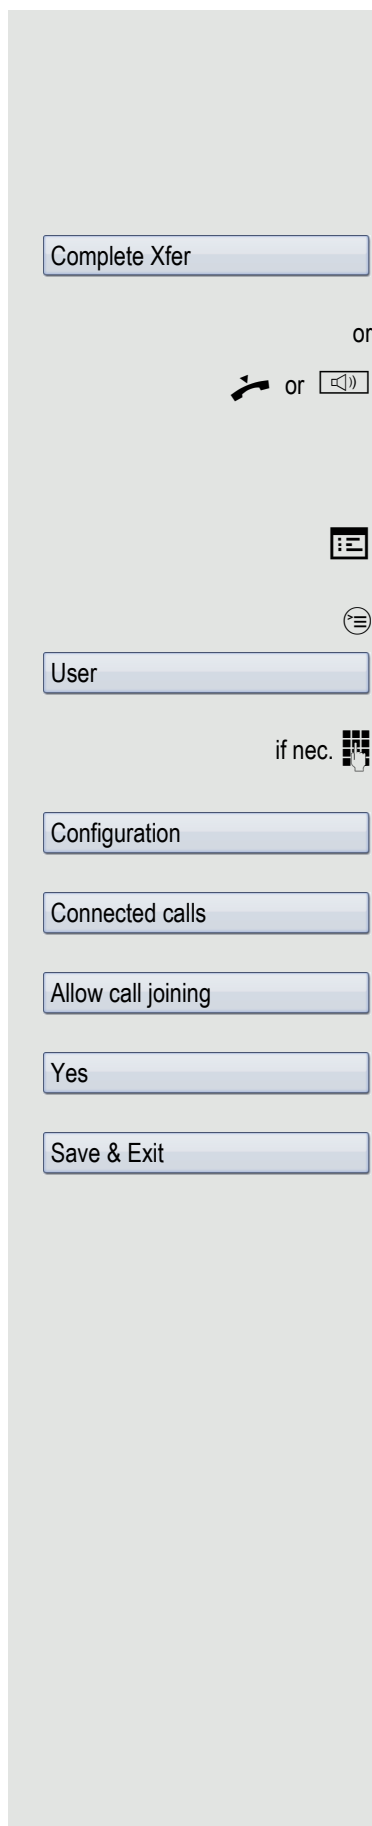 Complete Xfer
or
or
User
if nec.
Configuration
Connected calls
Allow call joining
Yes
Save & Exit